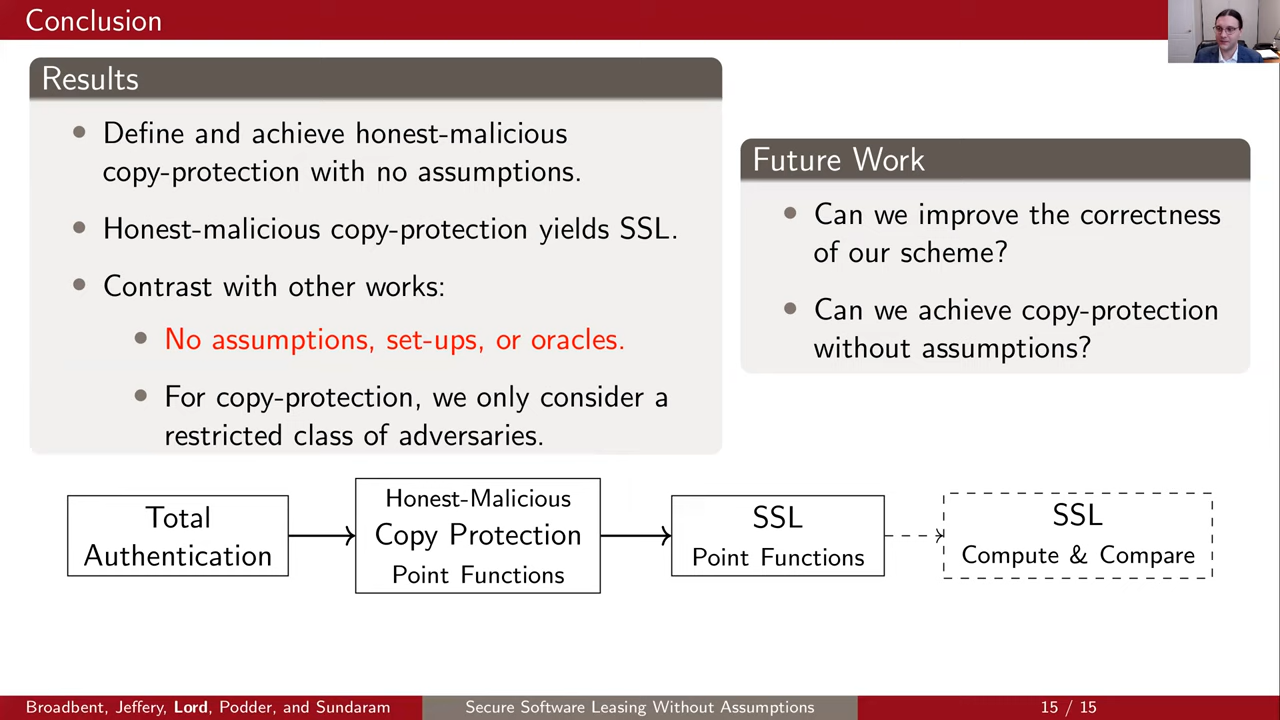 Conclusion
Results
• Define and achieve honest-malicious
copy-protection with no assumptions.
• Honest-malicious copy-protection yields SSL.
• Contrast with other works:
• No assumptions, set-ups, or oracles.
• For copy-protection, we only consider a
restricted class of adversaries.
Future Work
• Can we improve the correctness
of our scheme?
• Can we achieve copy-protection
without assumptions?
Total
Authentication
Honest-Malicious
Copy Protection
Point Functions
SSL
Point Functions
SSL
Compute & Compare
Broadbent, Jeffery, Lord, Podder, and Sundaram
Secure Software Leasing Without Assumptions
15 / 15